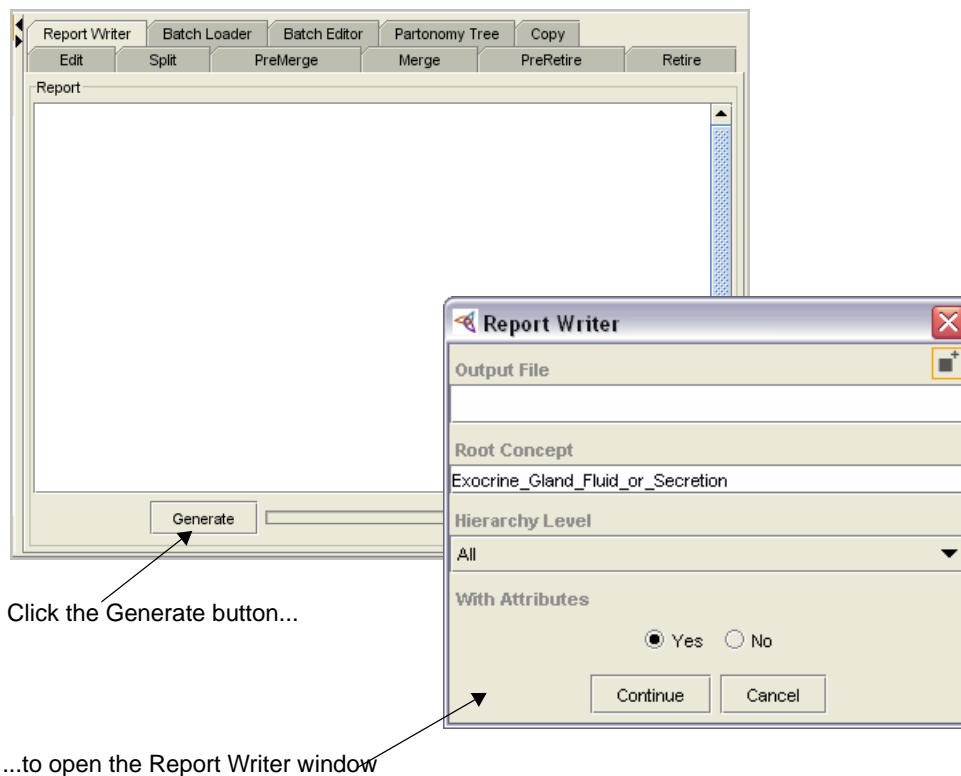 Report Writer Batch Loader Batch Editor Partonomy Tree Copy
Edit Split PreMerge Merge PreRetire Retire
Report
Report Writer
Output File
Root Concept
Exocrine_Gland_Fluid_or_Secretion
Generate
Hierarchy Level
All
Click the Generate button...
With Attributes
Yes No
Continue Cancel
...to open the Report Writer window